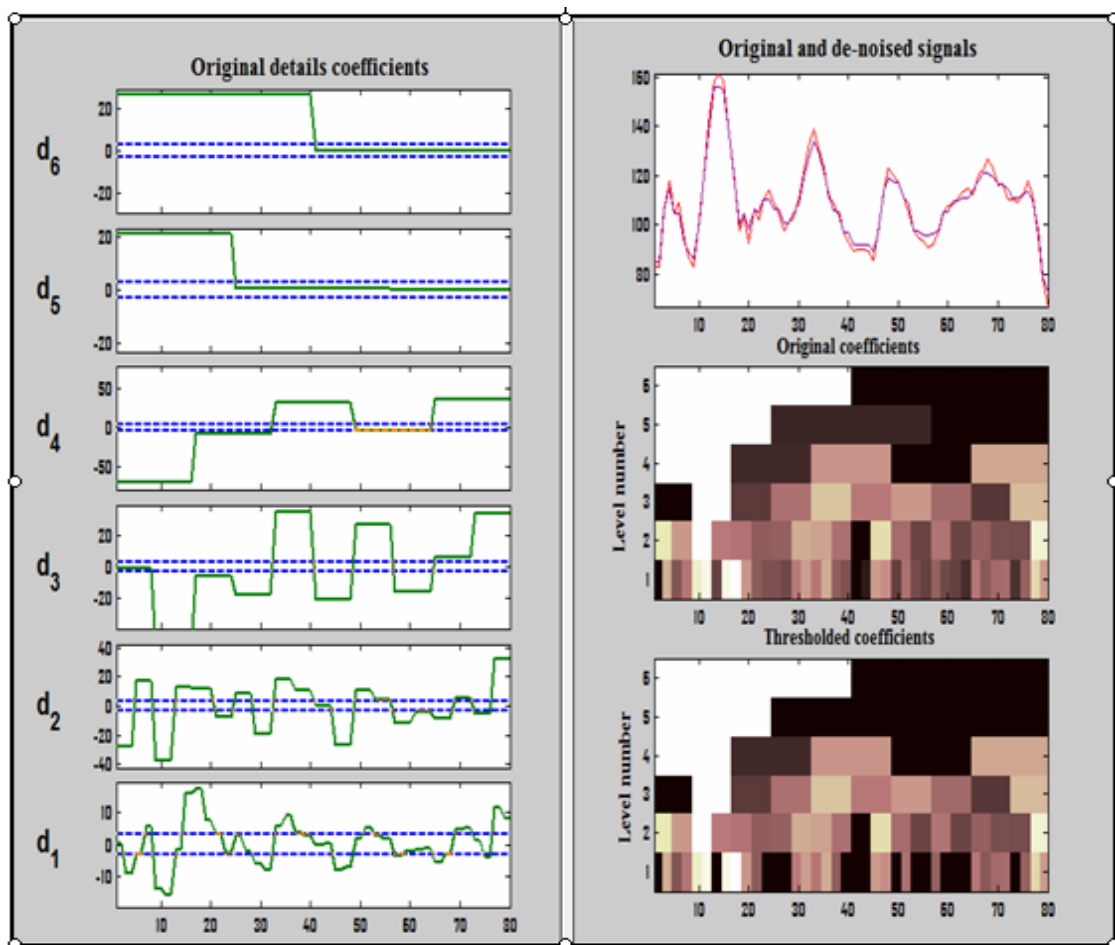 Original details coefficients
d6
20
0
-20
d5
20
0
-20
d4
50
0
-50
d3
20
0
-20
d2
40
20
0
-20
-40
d1
10
0
-10
10 20 30 40 50 60 70 80
Original and de-noised signals
160
140
120
100
80
10 20 30 40 50 60 70 80
Original coefficients
Level number
6
5
4
3
2
1
10 20 30 40 50 60 70 80
Thresholded coefficients
Level number
6
5
4
3
2
1
10 20 30 40 50 60 70 80